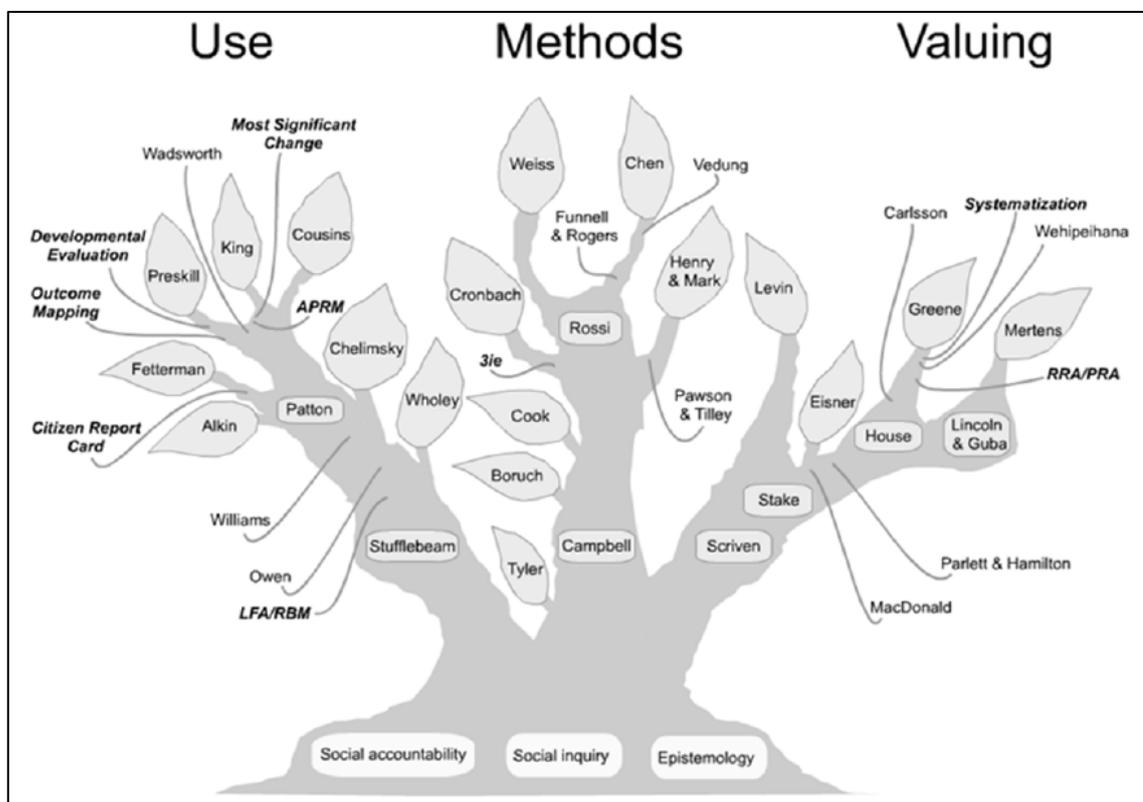 Use
Methods
Valuing
Most Significant
Change
Wadsworth
King
Cousins
Developmental
Evaluation
Preskill
Outcome
Mapping
APRM
Chelimsky
Fetterman
Patton
Wholey
Citizen Report
Card
Alkin
Williams
Stufflebeam
Owen
LFA/RBM
Weiss
Chen
Vedung
Funnell
& Rogers
Henry
& Mark
Cronbach
Rossi
3ie
Pawson
& Tilley
Cook
Boruch
Tyler
Campbell
Levin
Carlsson
Systematization
Wehipeihana
Greene
Mertens
RRA/PRA
Eisner
House
Lincoln
& Guba
Stake
Scriven
Parlett & Hamilton
MacDonald
Social accountability
Social inquiry
Epistemology